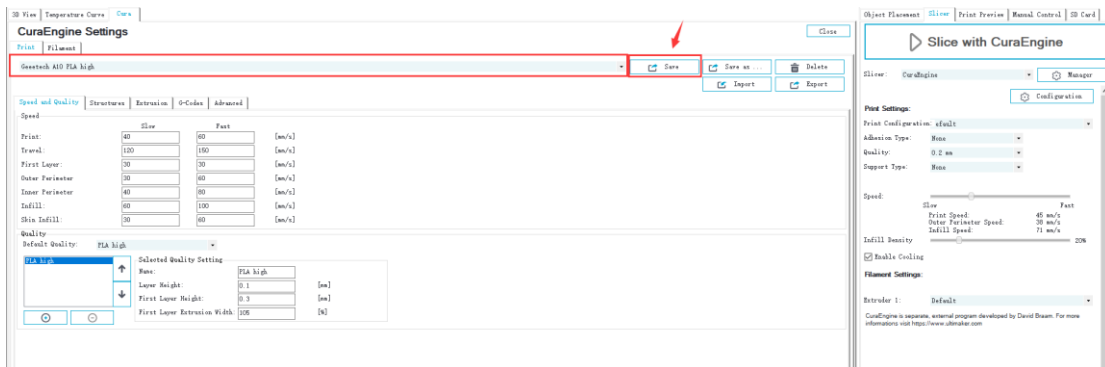 3D View Temperature Curve Cura
CuraEngine Settings
Close
Print Filament
Geeetech A10 PLA high
Save
Save as ...
Delete
Import
Export
Speed and Quality Structures Extrusion G-Codes Advanced
Speed
Slow Fast
Print: 40 60 [mm/s]
Travel: 120 150 [mm/s]
First Layer: 30 30 [mm/s]
Outer Perimeter 30 60 [mm/s]
Inner Perimeter 40 80 [mm/s]
Infill: 60 100 [mm/s]
Skin Infill: 30 60 [mm/s]
Quality
Default Quality: PLA high
PLA high
Selected Quality Setting
Name: PLA high
Layer Height: 0.1 [mm]
First Layer Height: 0.3 [mm]
First Layer Extrusion Width: 105 [%]
Object Placement Slicer Print Preview Manual Control SD Card
Slice with CuraEngine
Slicer: CuraEngine
Manager
Configuration
Print Settings:
Print Configuration: efault
Adhesion Type: None
Quality: 0.2 mm
Support Type: None
Speed:
Slow Fast
Print Speed: 45 mm/s
Outer Perimeter Speed: 38 mm/s
Infill Speed: 71 mm/s
Infill Density 20%
Enable Cooling
Filament Settings:
Extruder 1: Default
CuraEngine is separate, external program developed by David Braam. For more
informations visit https://www.ultimaker.com